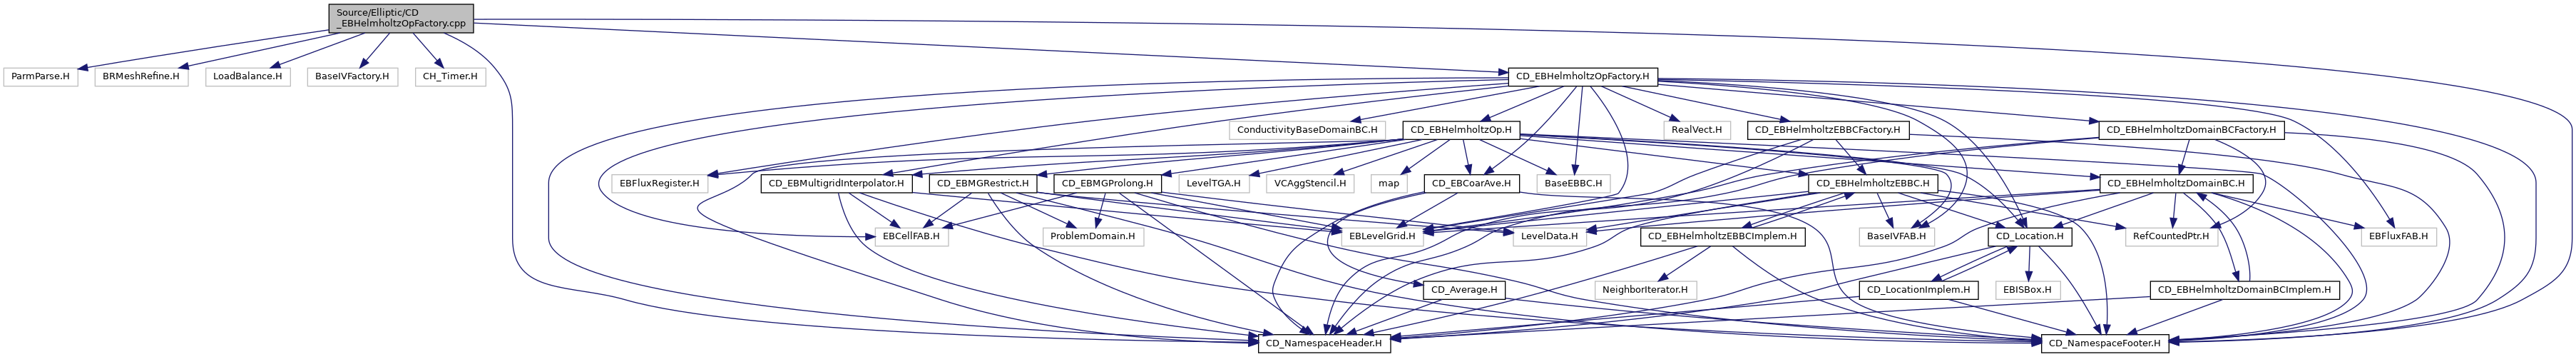 Source/Elliptic/CD
_EBHelmholtzOpFactory.cpp
ParmParse.H
BRMeshRefine.H
LoadBalance.H
BaseIVFactory.H
CH_Timer.H
CD_EBHelmholtzOpFactory.H
ConductivityBaseDomainBC.H
CD_EBHelmholtzOp.H
RealVect.H
CD_EBHelmholtzEBBCFactory.H
CD_EBHelmholtzDomainBCFactory.H
EBFluxRegister.H
CD_EBMultigridInterpolator.H
CD_EBMGRestrict.H
CD_EBMGProlong.H
LevelTGA.H
VCAggStencil.H
map
CD_EBCoarAve.H
BaseEBBC.H
CD_EBHelmholtzEBBC.H
CD_EBHelmholtzDomainBC.H
EBCellFAB.H
ProblemDomain.H
EBLevelGrid.H
LevelData.H
CD_EBHelmholtzEBBCImplem.H
BaseIVFAB.H
CD_Location.H
RefCountedPtr.H
EBFluxFAB.H
CD_Average.H
NeighborIterator.H
CD_LocationImplem.H
EBISBox.H
CD_EBHelmholtzDomainBCImplem.H
CD_NamespaceHeader.H
CD_NamespaceFooter.H